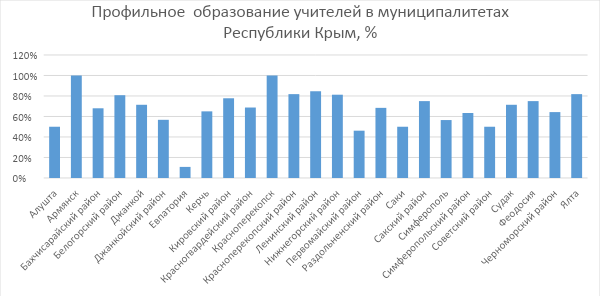 Профильное образование учителей в муниципалитетах
Республики Крым, %
120%
100%
80%
60%
40%
20%
0%
Алушта
Армянск
Бахчисарайский район
Белогорский район
Джанкой
Джанкойский район
Евпатория
Керчь
Кировский район
Красногвардейский район
Красноперекопск
Красноперекопский район
Ленинский район
Нижнегорский район
Первомайский район
Раздольненский район
Саки
Сакский район
Симферополь
Симферопольский район
Советский район
Судак
Феодосия
Черноморский район
Ялта